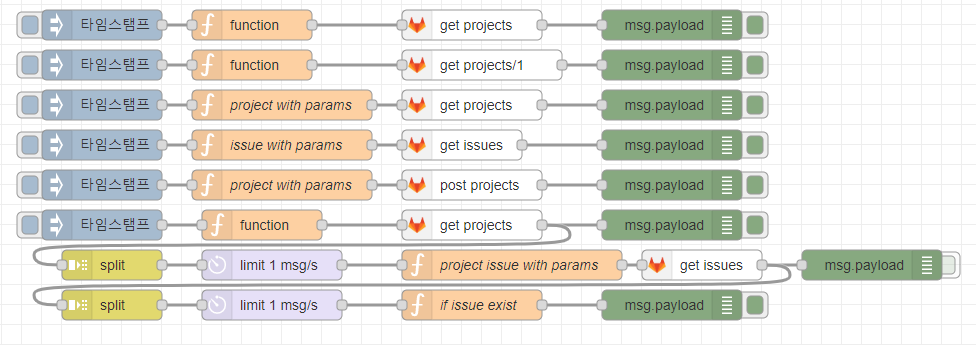 타임스탬프 function get projects msg.payload
타임스탬프 function get projects/1 msg.payload
타임스탬프 project with params get projects msg.payload
타임스탬프 issue with params get issues msg.payload
타임스탬프 project with params post projects msg.payload
타임스탬프 function get projects msg.payload
split limit 1 msg/s project issue with params get issues msg.payload
split limit 1 msg/s if issue exist msg.payload